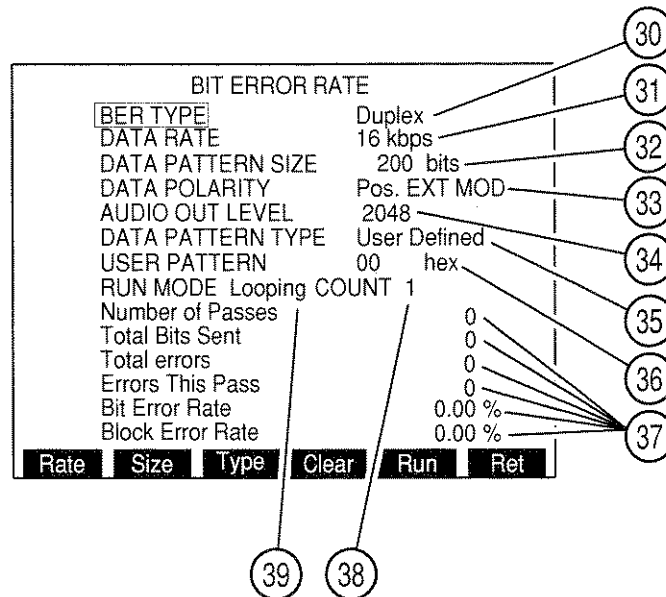 30
BIT ERROR RATE
31
BER TYPE Duplex
DATA RATE 16 kbps
32
DATA PATTERN SIZE 200 bits
DATA POLARITY Pos. EXT MOD
33
AUDIO OUT LEVEL 2048
DATA PATTERN TYPE User Defined
34
USER PATTERN 00 hex
RUN MODE Looping COUNT 1
35
Number of Passes 0
Total Bits Sent 0
Total errors 0
36
Errors This Pass 0
Bit Error Rate 0.00 %
Block Error Rate 0.00 %
37
Rate Size Type Clear Run Ret
39 38